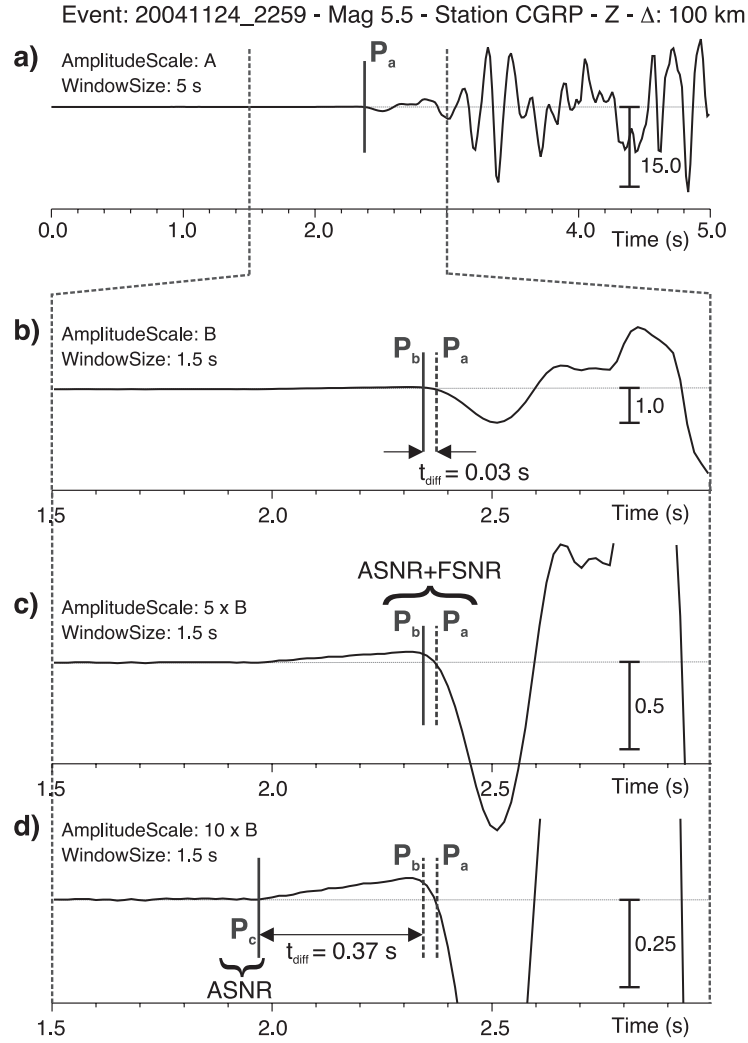 Event: 20041124_2259 - Mag 5.5 - Station CGRP - Z - Δ: 100 km
a)
AmplitudeScale: A
WindowSize: 5 s
Pa
15.0
0.0 1.0 2.0 4.0 Time (s) 5.0
b)
AmplitudeScale: B
WindowSize: 1.5 s
Pb Pa
1.0
tdiff = 0.03 s
1.5 2.0 2.5 Time (s)
ASNR+FSNR
c)
AmplitudeScale: 5 x B
WindowSize: 1.5 s
Pb Pa
0.5
1.5 2.0 2.5 Time (s)
d)
AmplitudeScale: 10 x B
WindowSize: 1.5 s
Pb Pa
Pc
tdiff = 0.37 s
0.25
ASNR
1.5 2.0 2.5 Time (s)